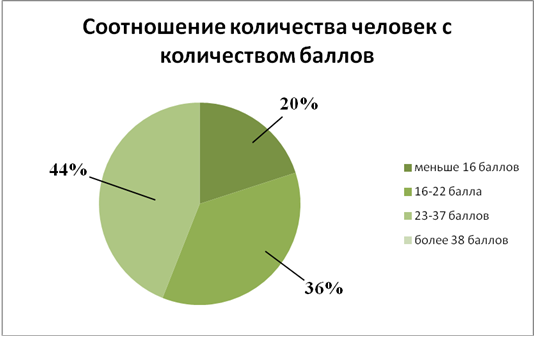 Соотношение количества человек с
количеством баллов
20%
44%
36%
меньше 16 баллов
16-22 балла
23-37 баллов
более 38 баллов